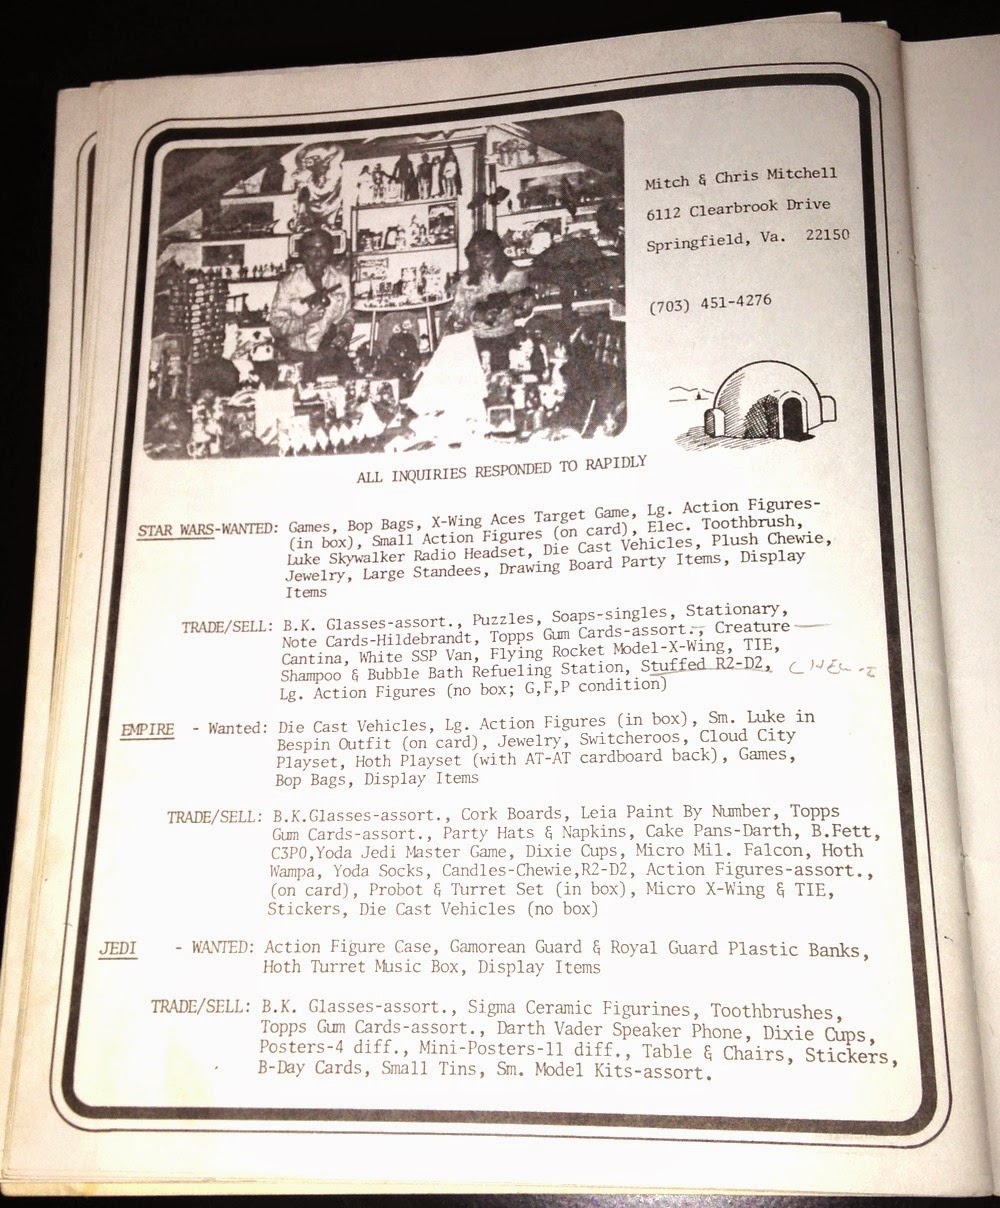 Mitch & Chris Mitchell
6112 Clearbrook Drive
Springfield, Va.  22150
(703) 451-4276
ALL INQUIRIES RESPONDED TO RAPIDLY
STAR WARS-WANTED: Games, Bop Bags, X-Wing Aces Target Game, Lg. Action Figures-
(in box), Small Action Figures (on card), Elec. Toothbrush,
Luke Skywalker Radio Headset, Die Cast Vehicles, Plush Chewie,
Jewelry, Large Standees, Drawing Board Party Items, Display
Items
TRADE/SELL: B.K. Glasses-assort., Puzzles, Soaps-singles, Stationary,
Note Cards-Hildebrandt, Topps Gum Cards-assort., Creature
Cantina, White SSP Van, Flying Rocket Model-X-Wing, TIE,
Shampoo & Bubble Bath Refueling Station, Stuffed R2-D2,
Lg. Action Figures (no box; G,F,P condition)
EMPIRE - Wanted: Die Cast Vehicles, Lg. Action Figures (in box), Sm. Luke in
Bespin Outfit (on card), Jewelry, Switcheroos, Cloud City
Playset, Hoth Playset (with AT-AT cardboard back), Games,
Bop Bags, Display Items
TRADE/SELL: B.K.Glasses-assort., Cork Boards, Leia Paint By Number, Topps
Gum Cards-assort., Party Hats & Napkins, Cake Pans-Darth, B.Fett,
C3PO,Yoda Jedi Master Game, Dixie Cups, Micro Mil. Falcon, Hoth
Wampa, Yoda Socks, Candles-Chewie,R2-D2, Action Figures-assort.,
(on card), Probot & Turret Set (in box), Micro X-Wing & TIE,
Stickers, Die Cast Vehicles (no box)
JEDI - WANTED: Action Figure Case, Gamorean Guard & Royal Guard Plastic Banks,
Hoth Turret Music Box, Display Items
TRADE/SELL: B.K. Glasses-assort., Sigma Ceramic Figurines, Toothbrushes,
Topps Gum Cards-assort., Darth Vader Speaker Phone, Dixie Cups,
Posters-4 diff., Mini-Posters-11 diff., Table & Chairs, Stickers,
B-Day Cards, Small Tins, Sm. Model Kits-assort.